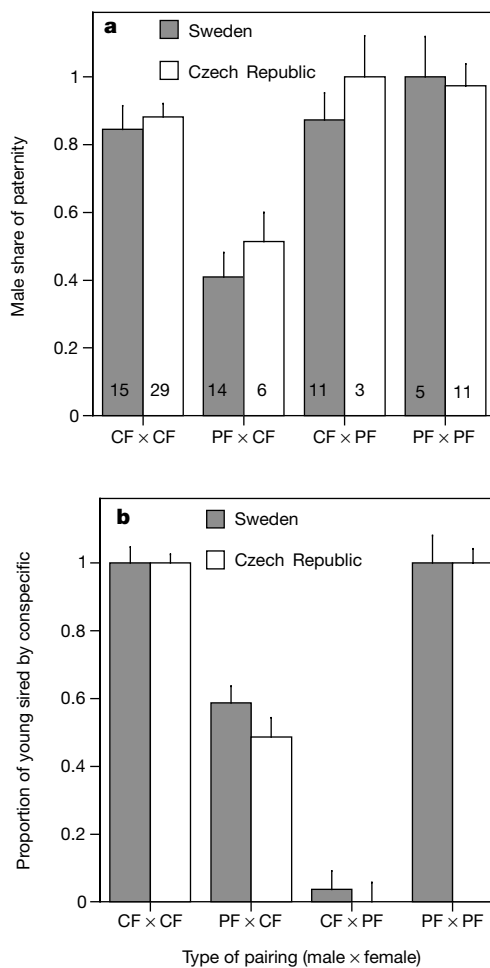 a
Sweden
Czech Republic
Male share of paternity
1
0.8
0.6
0.4
0.2
0
15 29 14 6 11 3 5 11
CF × CF PF × CF CF × PF PF × PF
b
Sweden
Czech Republic
Proportion of young sired by conspecific
1
0.8
0.6
0.4
0.2
0
CF × CF PF × CF CF × PF PF × PF
Type of pairing (male × female)